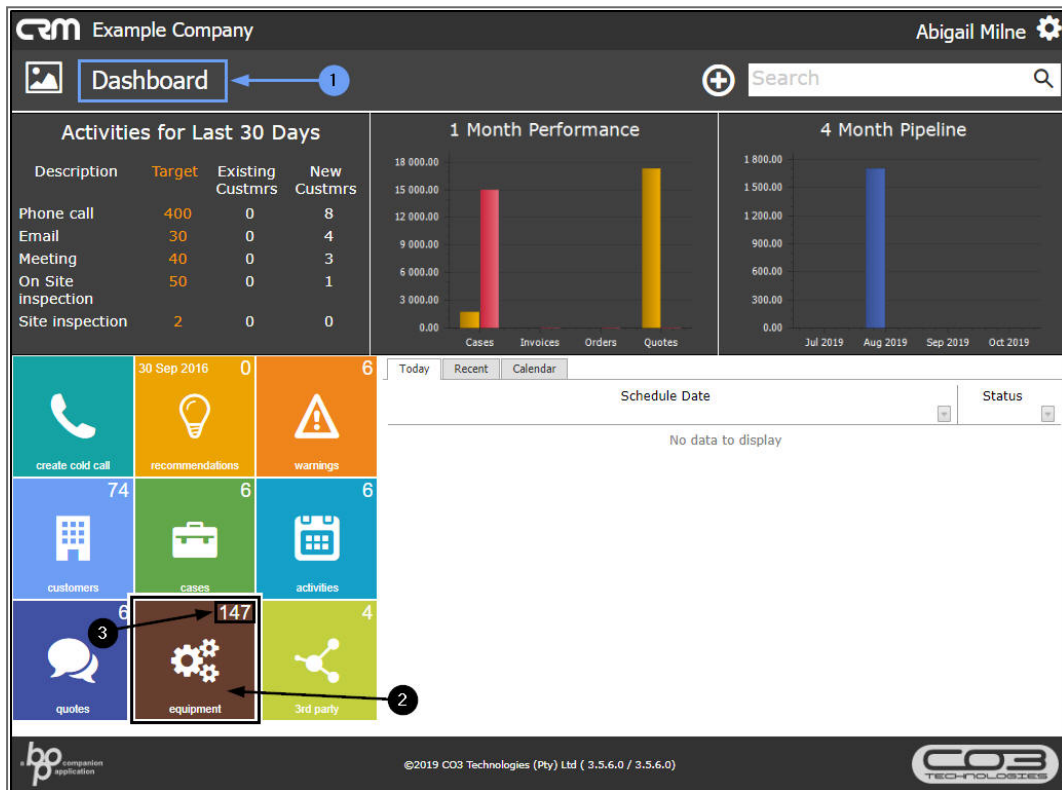 CRM Example Company
Abigail Milne
Dashboard
1
Search
Activities for Last 30 Days
Description Target Existing Custmrs New Custmrs
Phone call 400 0 8
Email 30 0 4
Meeting 40 0 3
On Site inspection 50 0 1
Site inspection 2 0 0
1 Month Performance
18 000.00
15 000.00
12 000.00
9 000.00
6 000.00
3 000.00
0.00
Cases Invoices Orders Quotes
4 Month Pipeline
1 800.00
1 500.00
1 200.00
900.00
600.00
300.00
0.00
Jul 2019 Aug 2019 Sep 2019 Oct 2019
create cold call
30 Sep 2016 0
recommendations
6
warnings
74
customers
6
cases
6
activities
6
quotes
147
equipment
4
3rd party
3
2
Today Recent Calendar
Schedule Date Status
No data to display
a bpp companion application
©2019 CO3 Technologies (Pty) Ltd ( 3.5.6.0 / 3.5.6.0)
CO3
TECHNOLOGIES